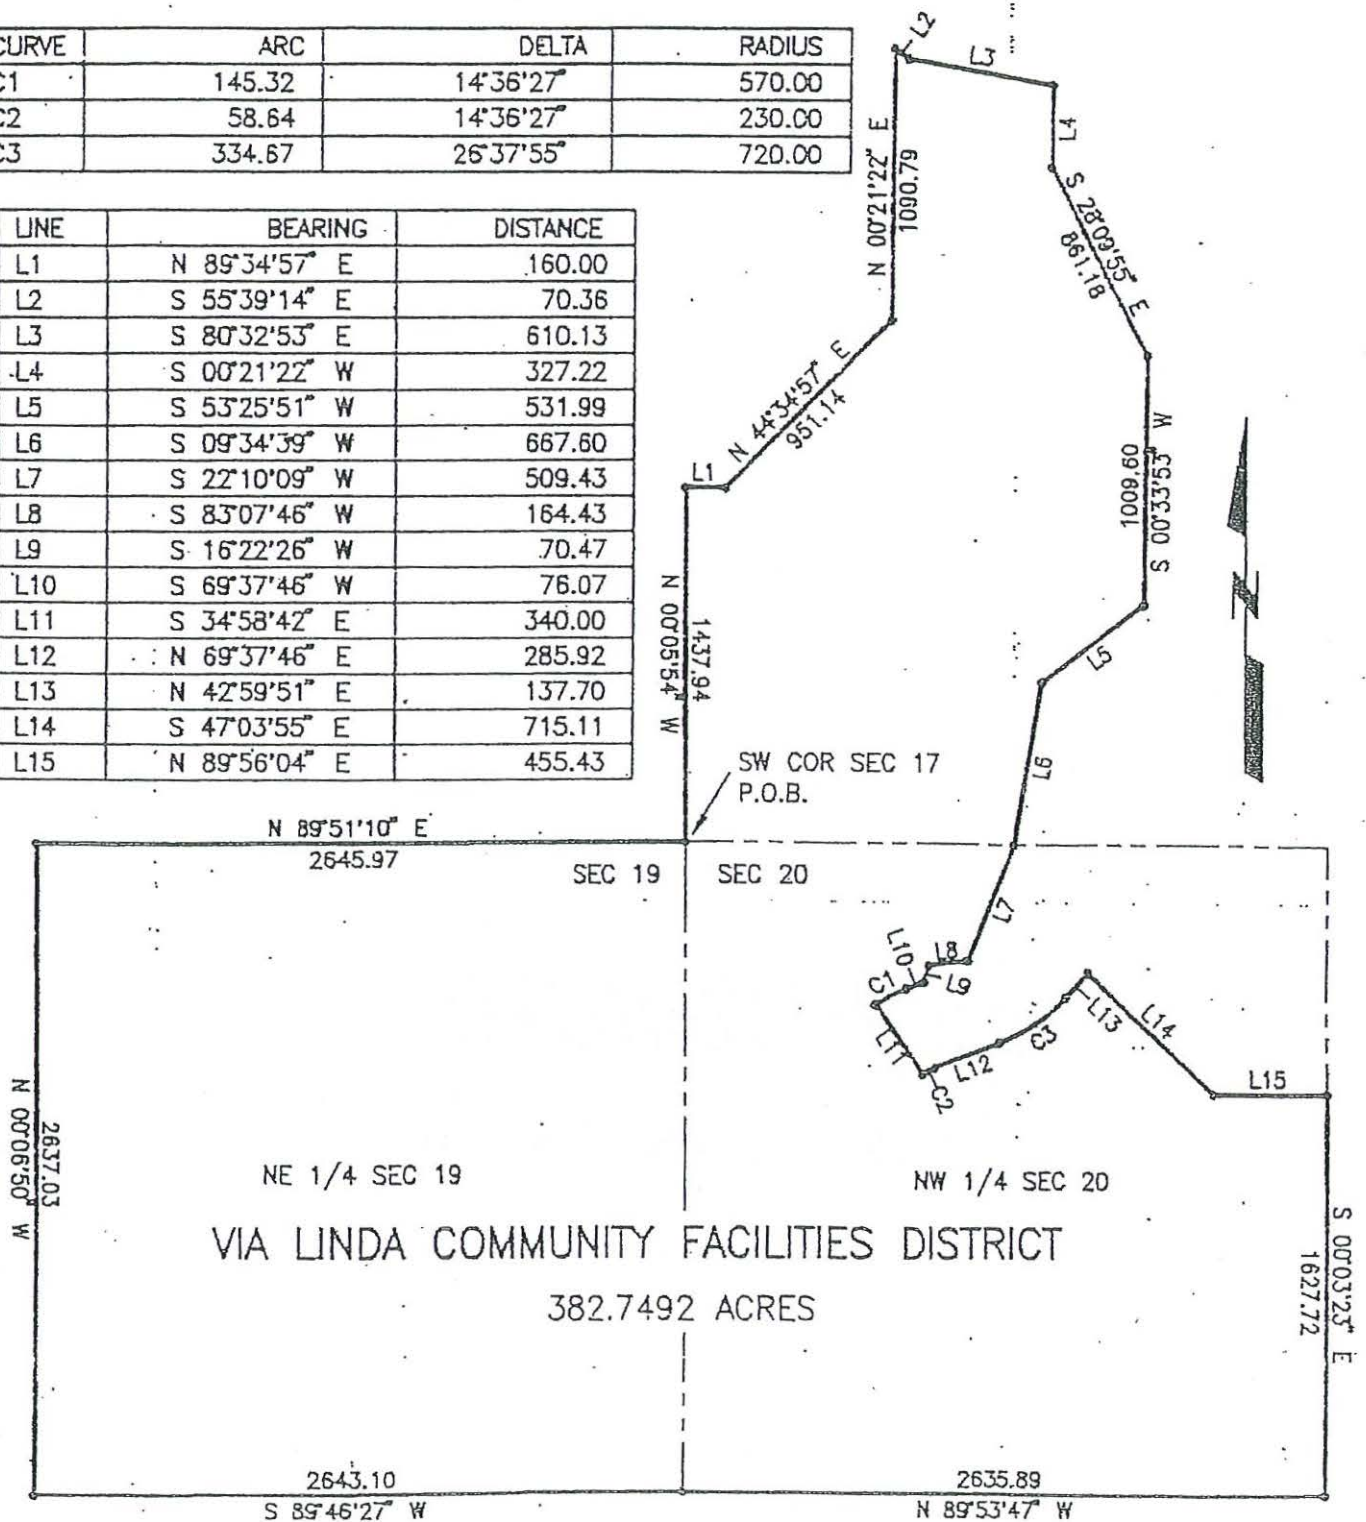 CURVE ARC DELTA RADIUS
C1 145.32 14°36'27" 570.00
C2 58.64 14°36'27" 230.00
C3 334.67 26°37'55" 720.00
LINE BEARING DISTANCE
L1 N 89°34'57" E 160.00
L2 S 55°39'14" E 70.36
L3 S 80°32'53" E 610.13
L4 S 00°21'22" W 327.22
L5 S 53°25'51" W 531.99
L6 S 09°34'39" W 667.60
L7 S 22°10'09" W 509.43
L8 S 83°07'46" W 164.43
L9 S 16°22'26" W 70.47
L10 S 69°37'46" W 76.07
L11 S 34°58'42" E 340.00
L12 N 69°37'46" E 285.92
L13 N 42°59'51" E 137.70
L14 S 47°03'55" E 715.11
L15 N 89°56'04" E 455.43
L2
L3
L4
N 00°21'22" E
1090.79
S 28°09'55" E
861.18
N 44°34'57" E
951.14
L1
S 00°33'53" W
1009.60
N
N 00°05'54" W
1437.94
L5
L6
SW COR SEC 17
P.O.B.
N 89°51'10" E
2645.97
SEC 19
SEC 20
L7
L8
L10
L9
C1
L11
L13
L14
C3
L12
C2
L15
N 00°06'50" W
2637.03
NE 1/4 SEC 19
NW 1/4 SEC 20
S 00°03'23" E
1627.72
VIA LINDA COMMUNITY FACILITIES DISTRICT
382.7492 ACRES
2643.10
S 89°46'27" W
2635.89
N 89°53'47" W